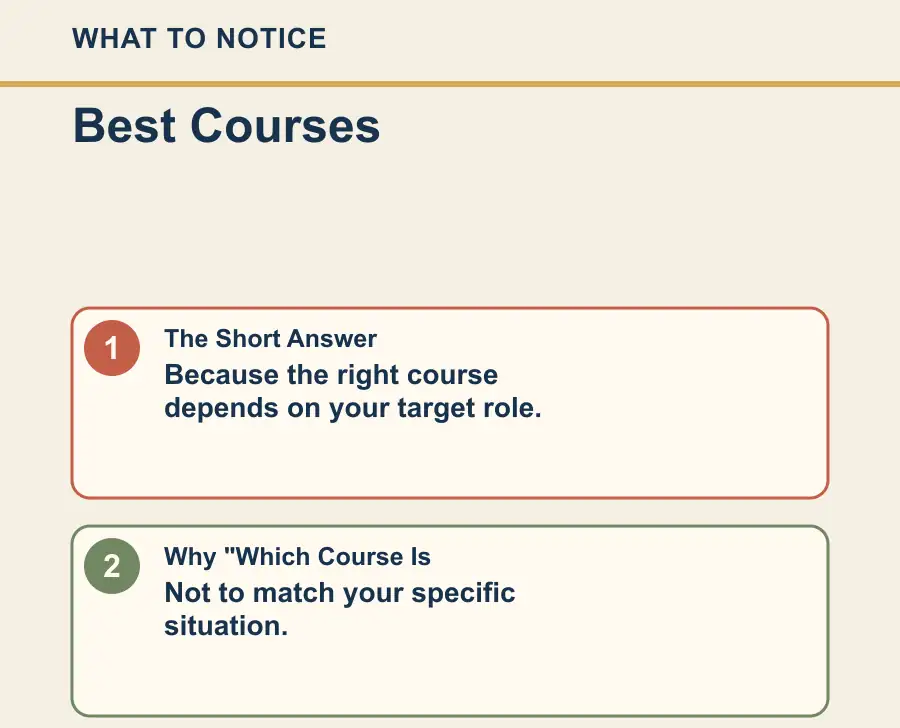 WHAT TO NOTICE
Best Courses
1
The Short Answer
Because the right course
depends on your target role.
2
Why "Which Course Is
Not to match your specific
situation.